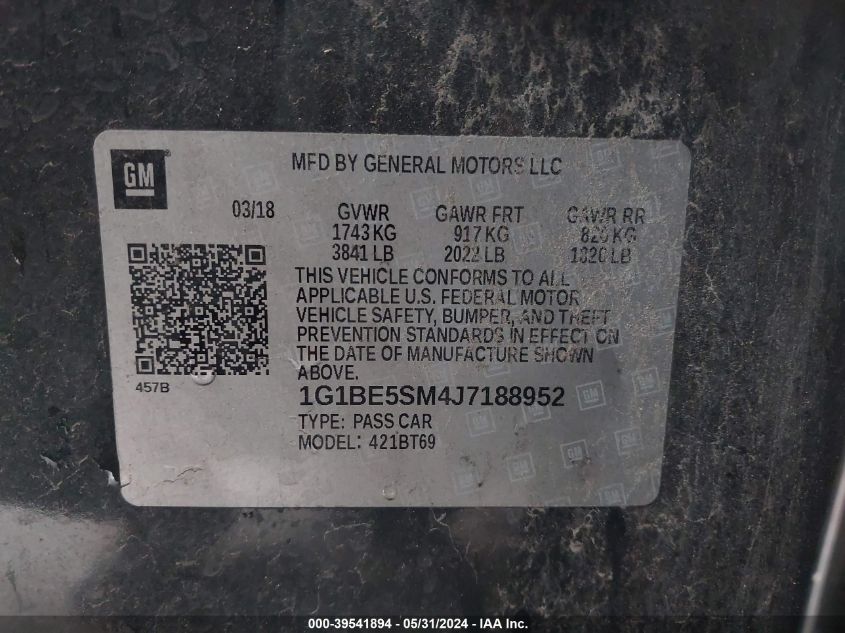 GM
MFD BY GENERAL MOTORS LLC
03/18 GVWR GAWR FRT GAWR RR
1743 KG 917 KG 826 KG
3841 LB 2022 LB 1820 LB
THIS VEHICLE CONFORMS TO ALL
APPLICABLE U.S. FEDERAL MOTOR
VEHICLE SAFETY, BUMPER, AND THEFT
PREVENTION STANDARDS IN EFFECT ON
THE DATE OF MANUFACTURE SHOWN
ABOVE.
457B
1G1BE5SM4J7188952
TYPE: PASS CAR
MODEL: 421BT69
000-39541894 - 05/31/2024 - IAA Inc.